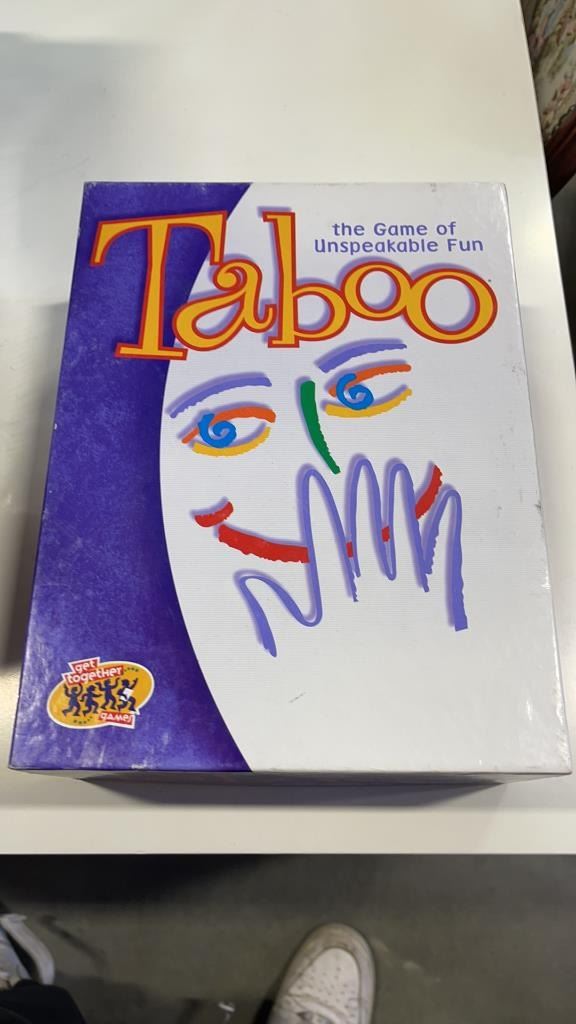 the Game of
Unspeakable Fun
Taboo
get
together
games